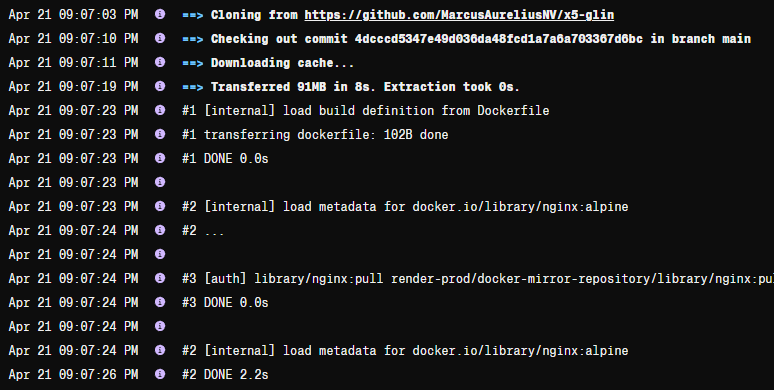 Apr 21 09:07:03 PM ==> Cloning from https://github.com/MarcusAureliusNV/x5-glin
Apr 21 09:07:10 PM ==> Checking out commit 4dcccd5347e49d036da48fcd1a7a6a703367d6bc in branch main
Apr 21 09:07:11 PM ==> Downloading cache...
Apr 21 09:07:19 PM ==> Transferred 91MB in 8s. Extraction took 0s.
Apr 21 09:07:23 PM #1 [internal] load build definition from Dockerfile
Apr 21 09:07:23 PM #1 transferring dockerfile: 102B done
Apr 21 09:07:23 PM #1 DONE 0.0s
Apr 21 09:07:23 PM
Apr 21 09:07:23 PM #2 [internal] load metadata for docker.io/library/nginx:alpine
Apr 21 09:07:24 PM #2 ...
Apr 21 09:07:24 PM
Apr 21 09:07:24 PM #3 [auth] library/nginx:pull render-prod/docker-mirror-repository/library/nginx:pul
Apr 21 09:07:24 PM #3 DONE 0.0s
Apr 21 09:07:24 PM
Apr 21 09:07:24 PM #2 [internal] load metadata for docker.io/library/nginx:alpine
Apr 21 09:07:26 PM #2 DONE 2.2s